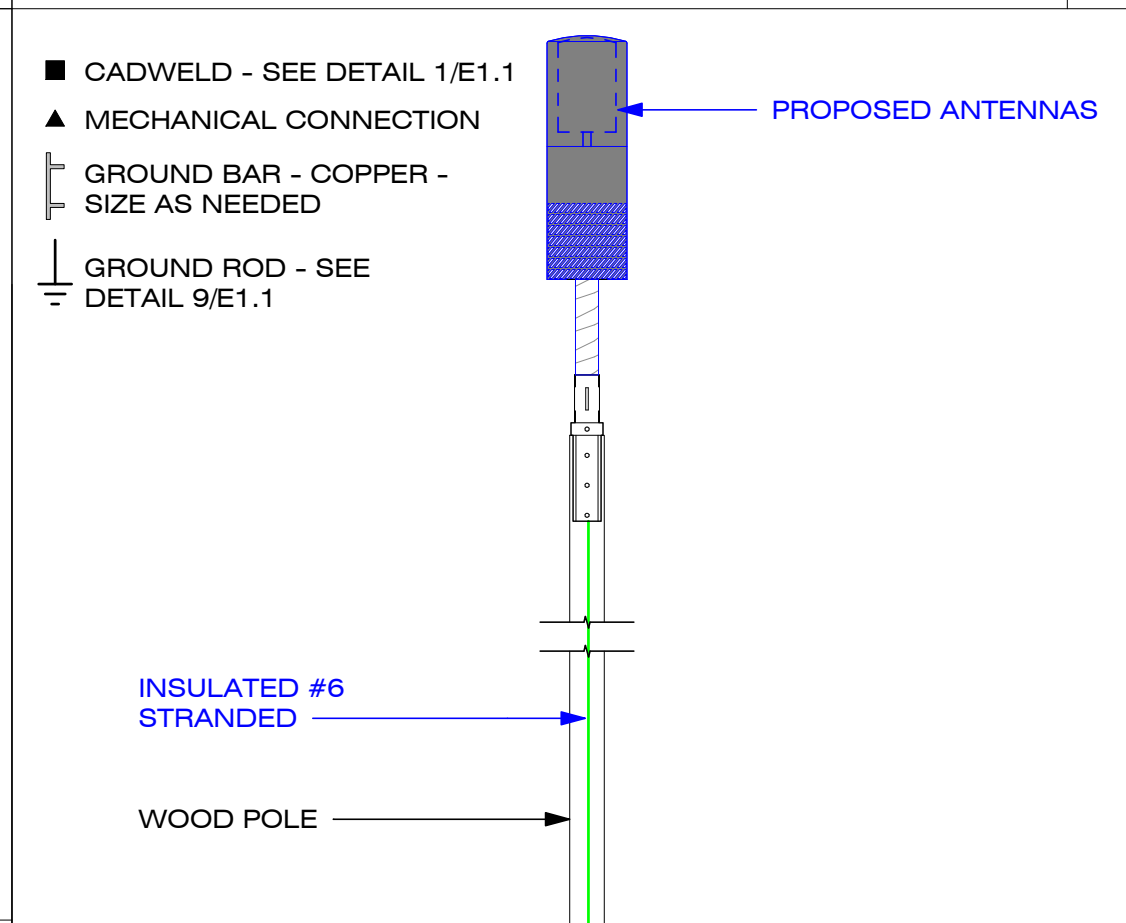 CADWELD - SEE DETAIL 1/E1.1
MECHANICAL CONNECTION
GROUND BAR - COPPER -
SIZE AS NEEDED
GROUND ROD - SEE
DETAIL 9/E1.1
PROPOSED ANTENNAS
INSULATED #6
STRANDED
WOOD POLE